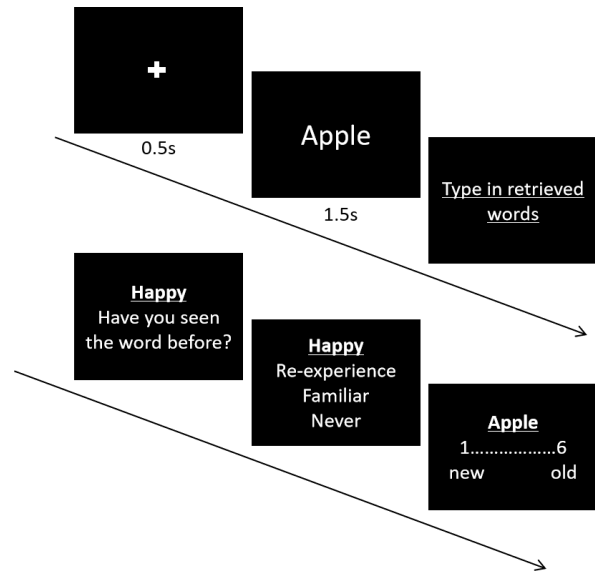 0.5s
Apple
1.5s
Type in retrieved
words
Happy
Have you seen
the word before?
Happy
Re-experience
Familiar
Never
Apple
1..................6
new old